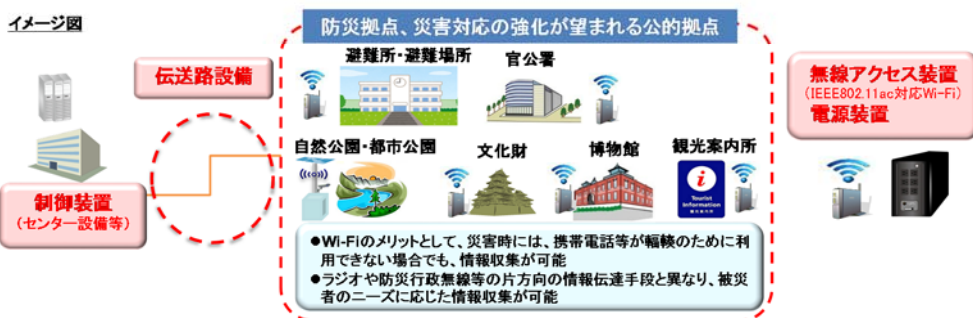 イメージ図
防災拠点、災害対応の強化が望まれる公的拠点
伝送路設備
避難所・避難場所
官公署
無線アクセス装置
(IEEE802.11ac対応Wi-Fi)
電源装置
自然公園・都市公園
文化財
博物館
観光案内所
i
Tourist
Information
観光案内所
制御装置
(センター設備等)
●Wi-Fiのメリットとして、災害時には、携帯電話等が輻輳のために利
用できない場合でも、情報収集が可能
●ラジオや防災行政無線等の片方向の情報伝達手段と異なり、被災
者のニーズに応じた情報収集が可能